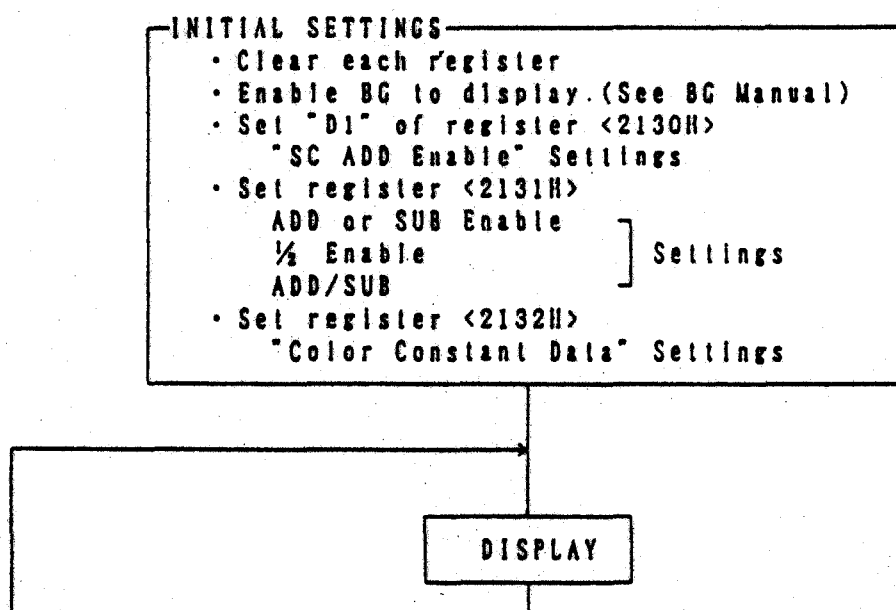 INITIAL SETTINGS
· Clear each register
· Enable BG to display.(See BG Manual)
· Set "D1" of register <2130H>
"SC ADD Enable" Settings
· Set register <2131H>
ADD or SUB Enable
½ Enable
ADD/SUB
Settings
· Set register <2132H>
"Color Constant Data" Settings
DISPLAY